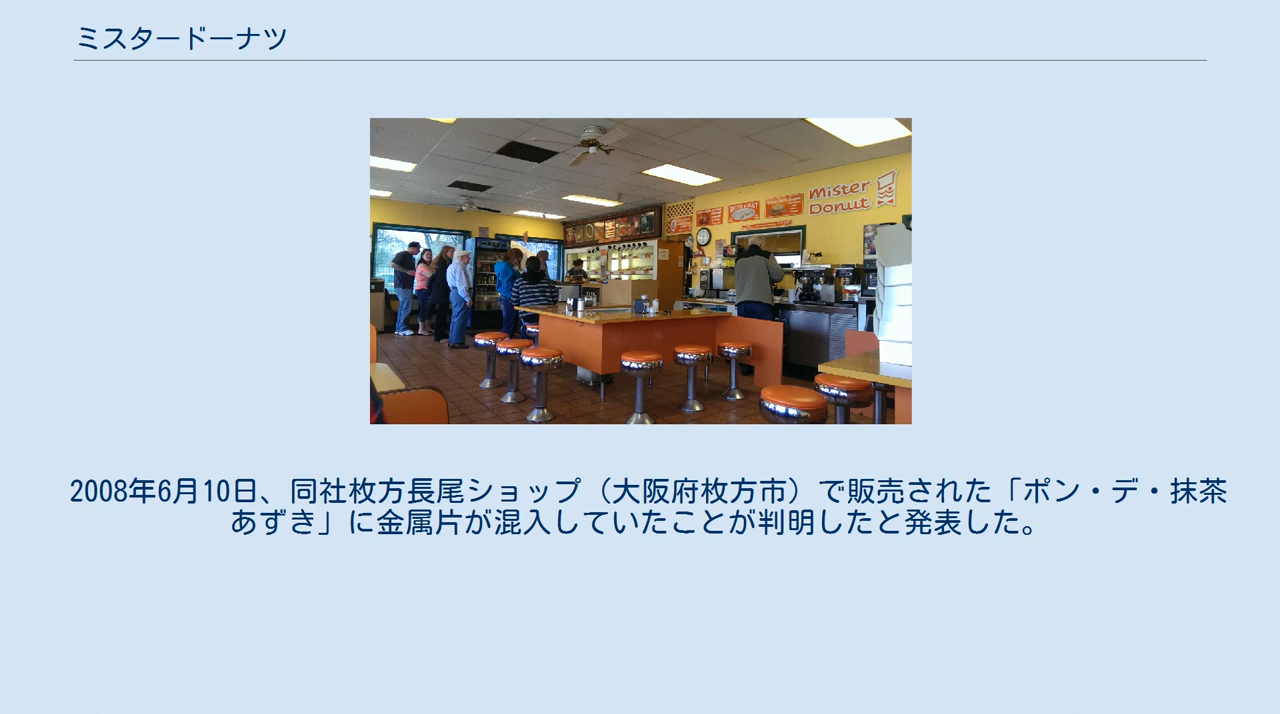 ミスタードーナツ
Mister
Donut
2008年6月10日、同社枚方長尾ショップ（大阪府枚方市）で販売された「ポン・デ・抹茶
あずき」に金属片が混入していたことが判明したと発表した。